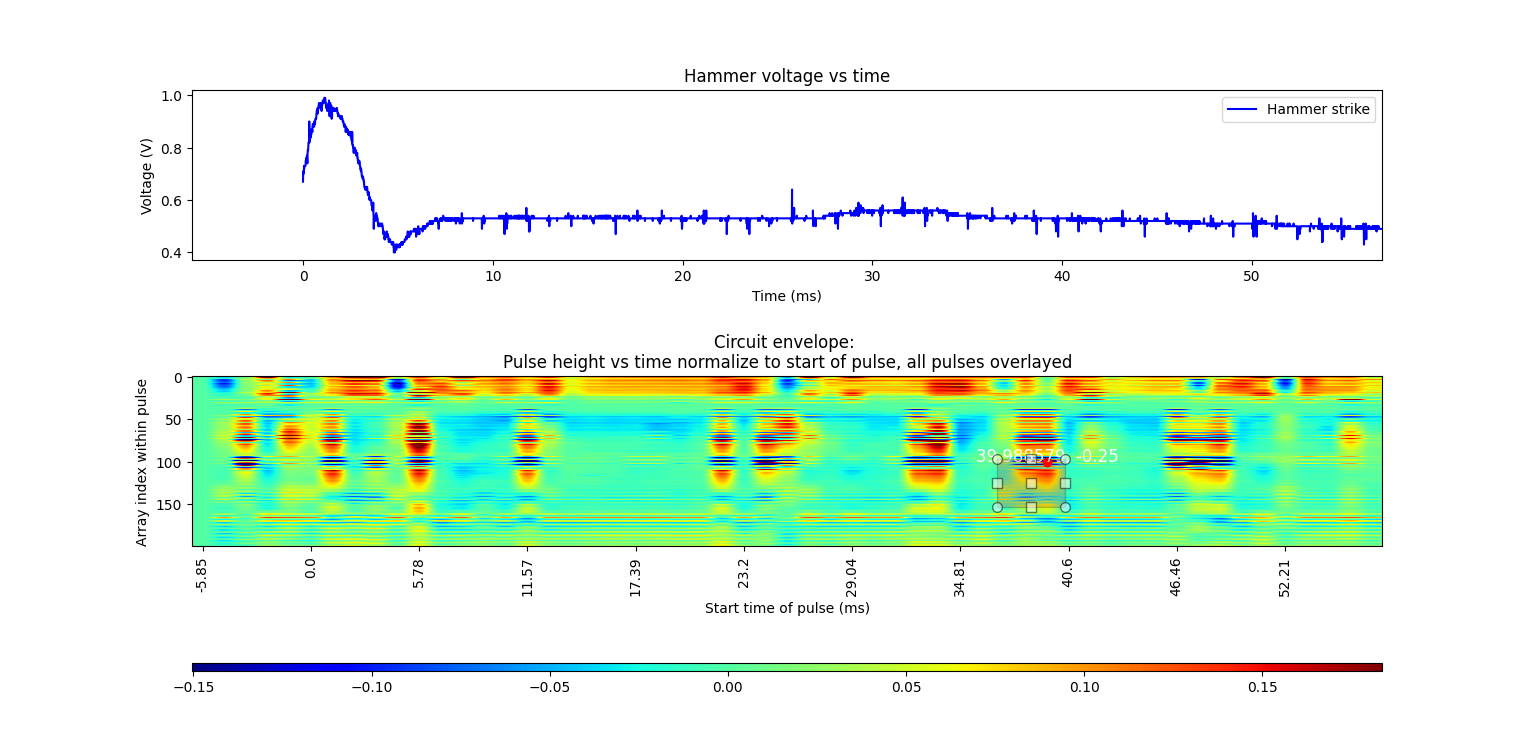 Hammer voltage vs time
Voltage (V)
1.0
0.8
0.6
0.4
Hammer strike
0 10 20 30 40 50
Time (ms)
Circuit envelope:
Pulse height vs time normalize to start of pulse, all pulses overlayed
Array index within pulse
0
50
100
150
-0.25
-5.85 0.0 5.78 11.57 17.39 23.2 29.04 34.81 40.6 46.46 52.21
Start time of pulse (ms)
−0.15 −0.10 −0.05 0.00 0.05 0.10 0.15